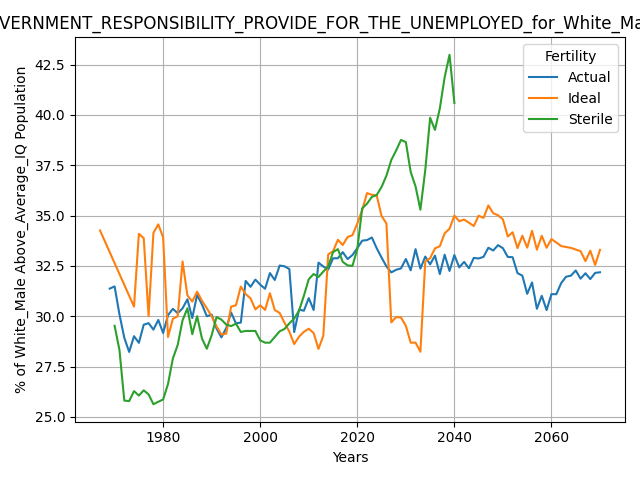 VERNMENT_RESPONSIBILITY_PROVIDE_FOR_THE_UNEMPLOYED_for_White_Ma
% of White_Male Above_Average_IQ Population
42.5
40.0
37.5
35.0
32.5
30.0
27.5
25.0
Fertility
Actual
Ideal
Sterile
1980
2000
2020
2040
2060
Years